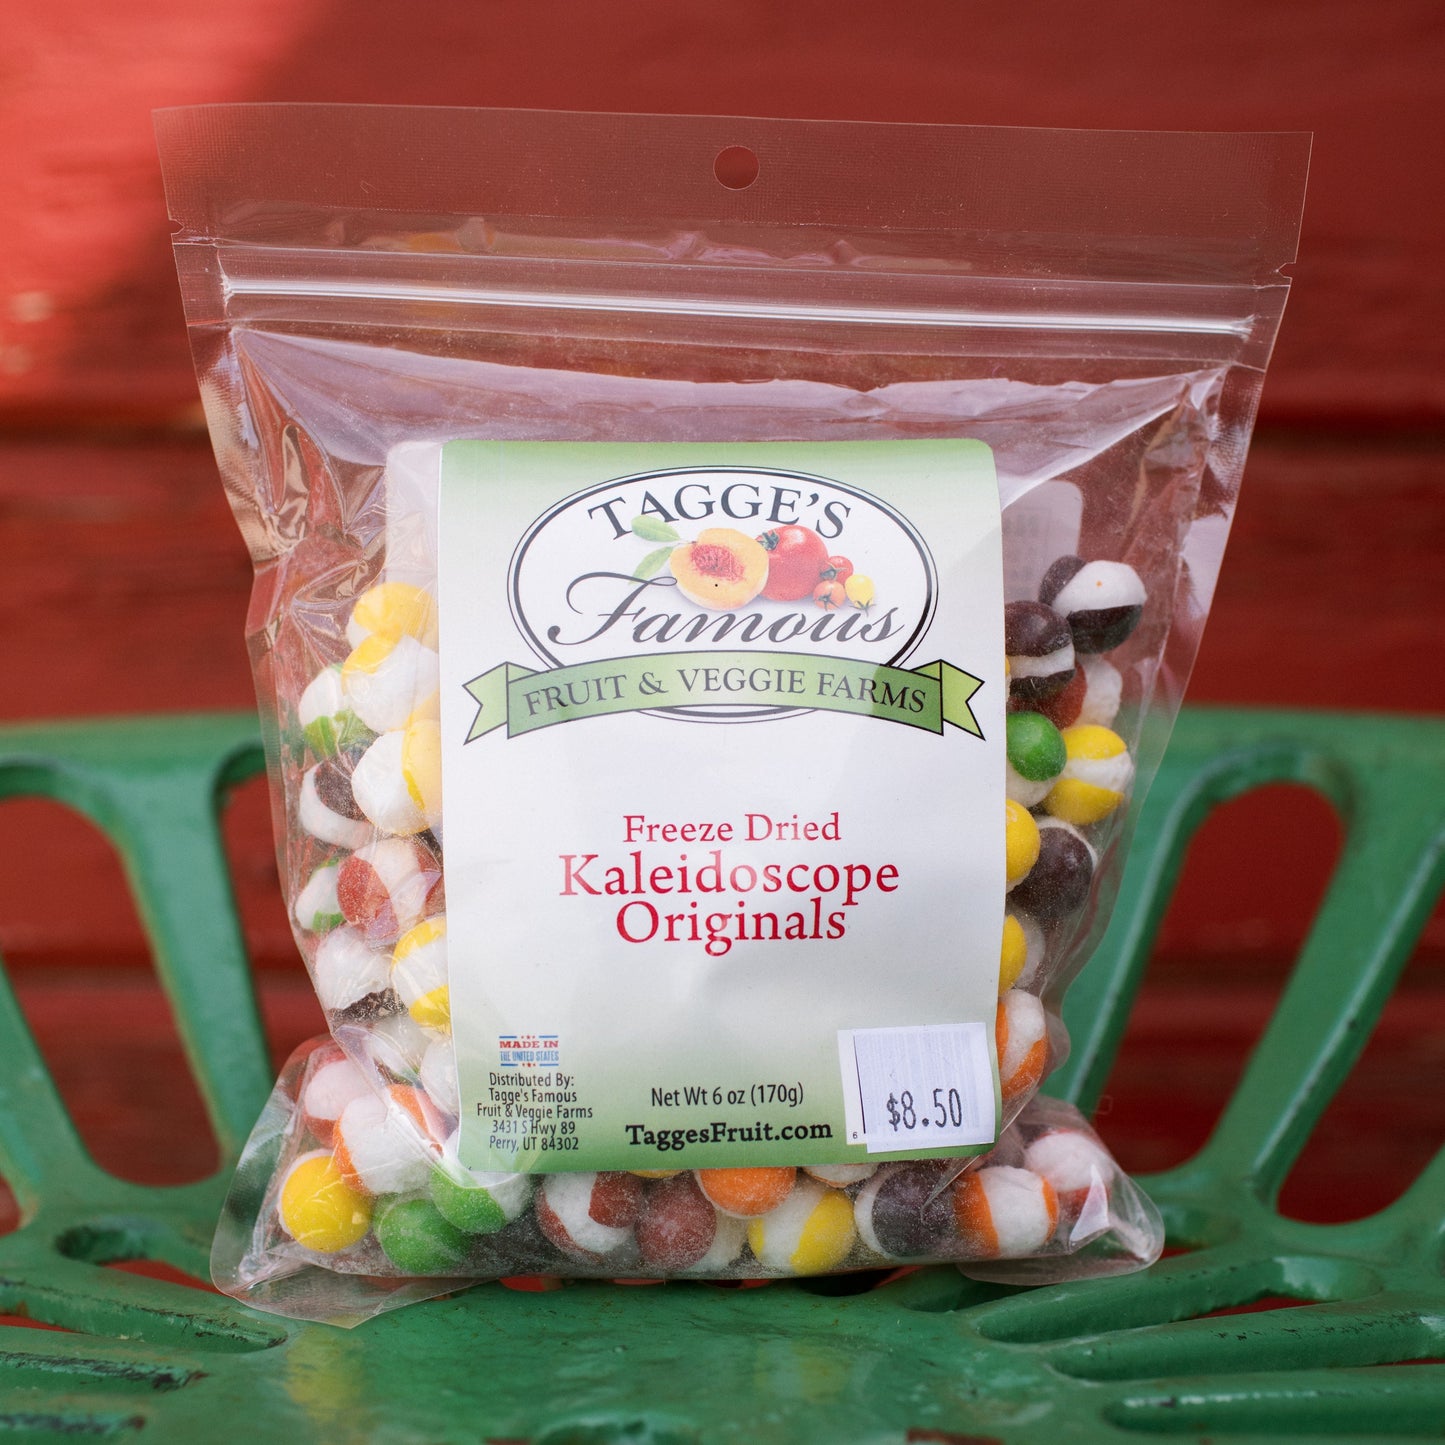 TAGGE'S
Famous
FRUIT & VEGGIE FARMS
Freeze Dried
Kaleidoscope
Originals
MADE IN
THE UNITED STATES
Distributed By:
Tagge's Famous
Fruit & Veggie Farms
3431 S Hwy 89
Perry, UT 84302
Net Wt 6 oz (170g)
TaggesFruit.com
6
$8.50